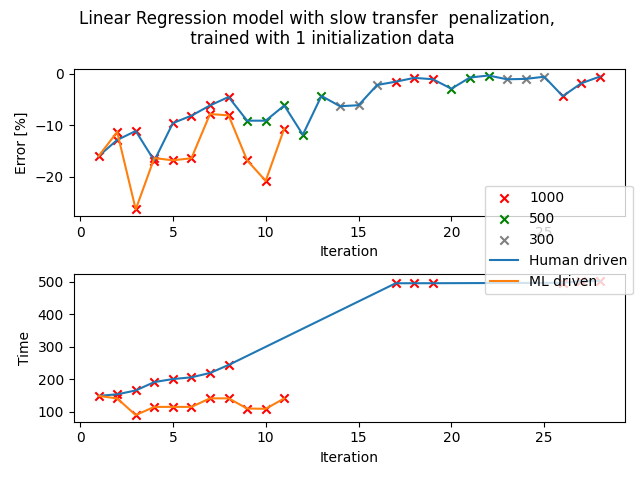 Linear Regression model with slow transfer  penalization,
trained with 1 initialization data
0
−10
−20
Error [%]
0 5 10 15 20 25
Iteration
1000
500
300
Human driven
ML driven
500
400
300
200
100
Time
0 5 10 15 20 25
Iteration